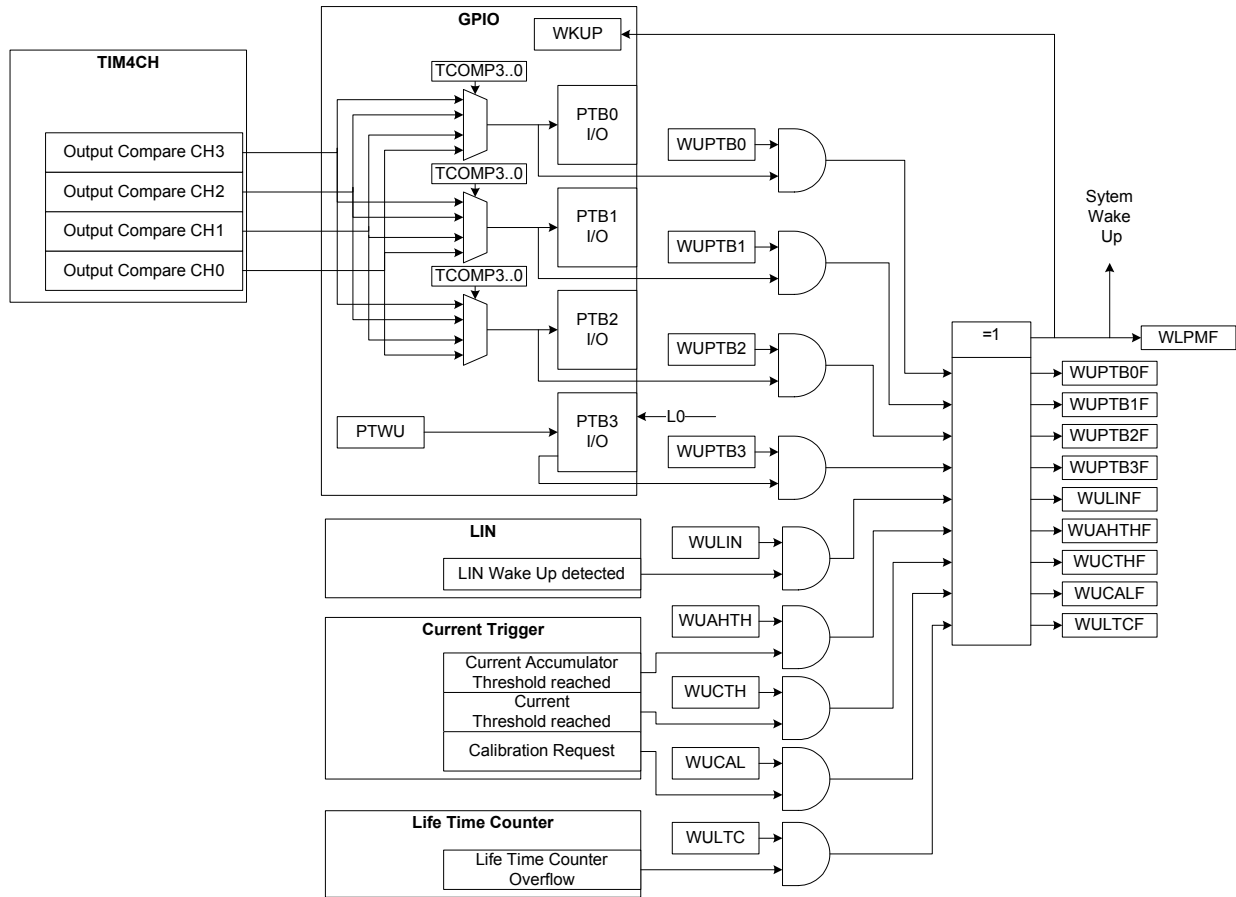 GPIO
WKUP
TIM4CH
TCOMP3..0
PTB0
I/O
WUPTB0
Output Compare CH3
Output Compare CH2
Output Compare CH1
Output Compare CH0
TCOMP3..0
PTB1
I/O
WUPTB1
Sytem
Wake
Up
TCOMP3..0
PTB2
I/O
WUPTB2
=1
WLPMF
WUPTB0F
WUPTB1F
WUPTB2F
WUPTB3F
WULINF
WUAHTHF
WUCTHF
WUCALF
WULTCF
PTWU
PTB3
I/O
L0
WUPTB3
LIN
LIN Wake Up detected
WULIN
Current Trigger
Current Accumulator
Threshold reached
Current
Threshold reached
Calibration Request
WUAHTH
WUCTH
WUCAL
Life Time Counter
Life Time Counter
Overflow
WULTC